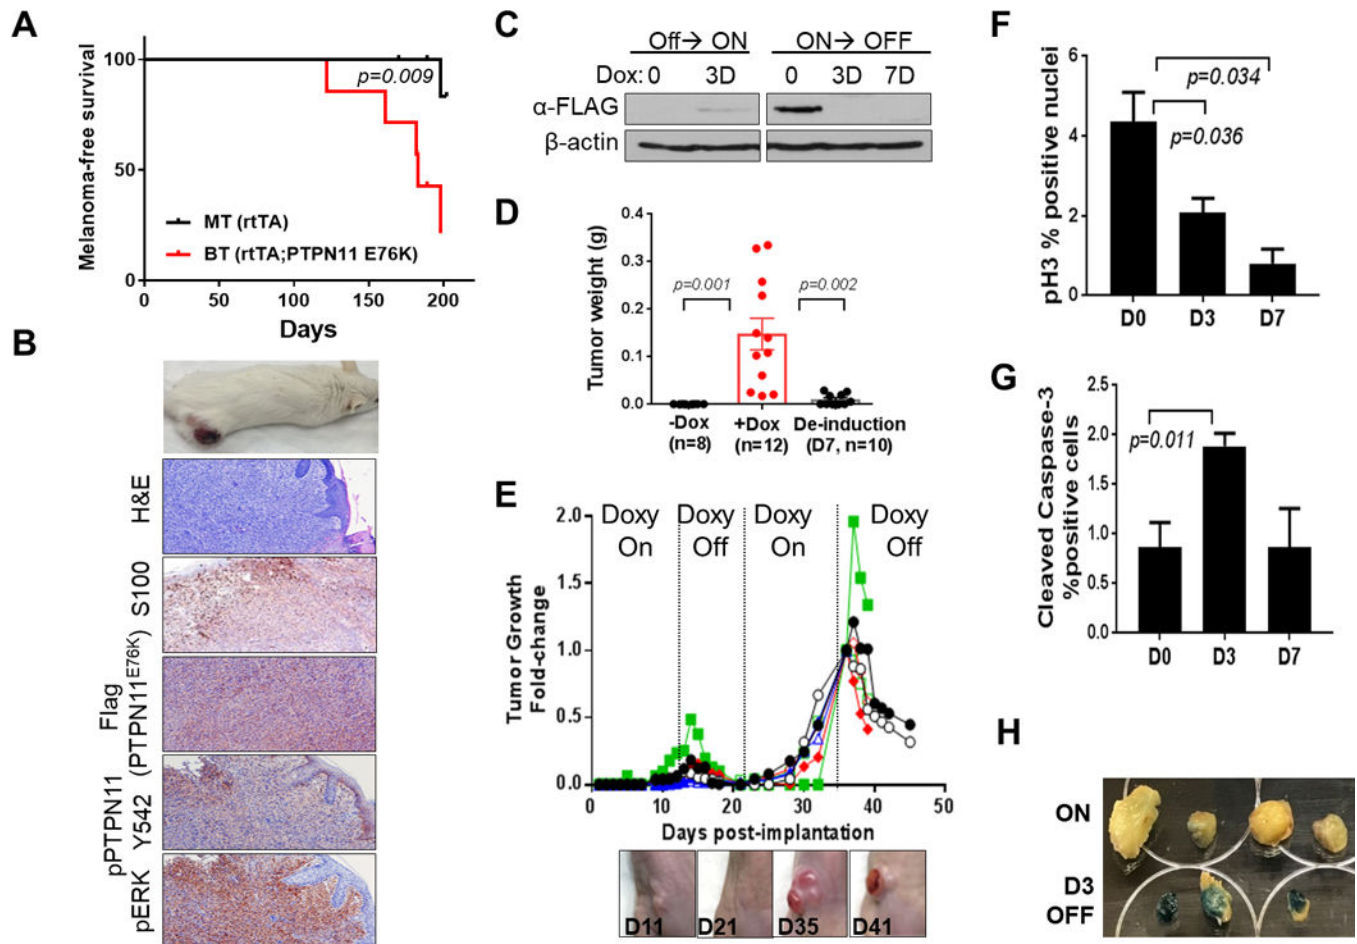 A
Melanoma-free survival
100
50
0
p=0.009
MT (rtTA)
BT (rtTA;PTPN11 E76K)
0 50 100 150 200
Days
B
H&E
S100
Flag
(PTPN11^E76K)
pPTPN11
Y542
pERK
C
Off→ ON ON→ OFF
Dox: 0 3D 0 3D 7D
α-FLAG
β-actin
D
Tumor weight (g)
0.4
0.3
0.2
0.1
0.0
p=0.001 p=0.002
-Dox +Dox De-induction
(n=8) (n=12) (D7, n=10)
E
Tumor Growth
Fold-change
2.0
1.5
1.0
0.5
0.0
Doxy Doxy Doxy Doxy
On Off On Off
0 10 20 30 40 50
Days post-implantation
D11 D21 D35 D41
F
pH3 % positive nuclei
6
4
2
0
p=0.034
p=0.036
D0 D3 D7
G
Cleaved Caspase-3
%positive cells
2.5
2.0
1.5
1.0
0.5
0.0
p=0.011
D0 D3 D7
H
ON
D3
OFF